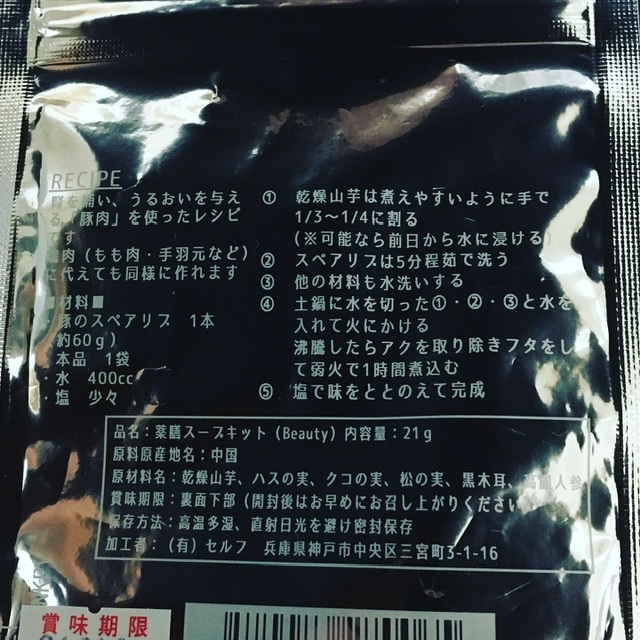 RECIPE
腎を補い、うるおいを与え
る「豚肉」を使ったレシピ
です
肉（もも肉・手羽元など）
に代えても同様に作れます
■材料■
豚のスペアリブ 1本
約60g）
本品 1袋
・水 400cc
・塩 少々
① 乾燥山芋は煮えやすいように手で
1/3～1/4に割る
（※可能なら前日から水に浸ける）
② スペアリブは5分程茹で洗う
③ 他の材料も水洗いする
④ 土鍋に水を切った①・②・③と水を
入れて火にかける
沸騰したらアクを取り除きフタをし
て弱火で1時間煮込む
⑤ 塩で味をととのえて完成
品名：薬膳スープキット（Beauty）内容量：21g
原料原産地名：中国
原材料名：乾燥山芋、ハスの実、クコの実、松の実、黒木耳、高麗人参
賞味期限：裏面下部（開封後はお早めにお召し上がりください）
保存方法：高温多湿、直射日光を避け密封保存
加工者：（有）セルフ 兵庫県神戸市中央区三宮町3-1-16
賞味期限